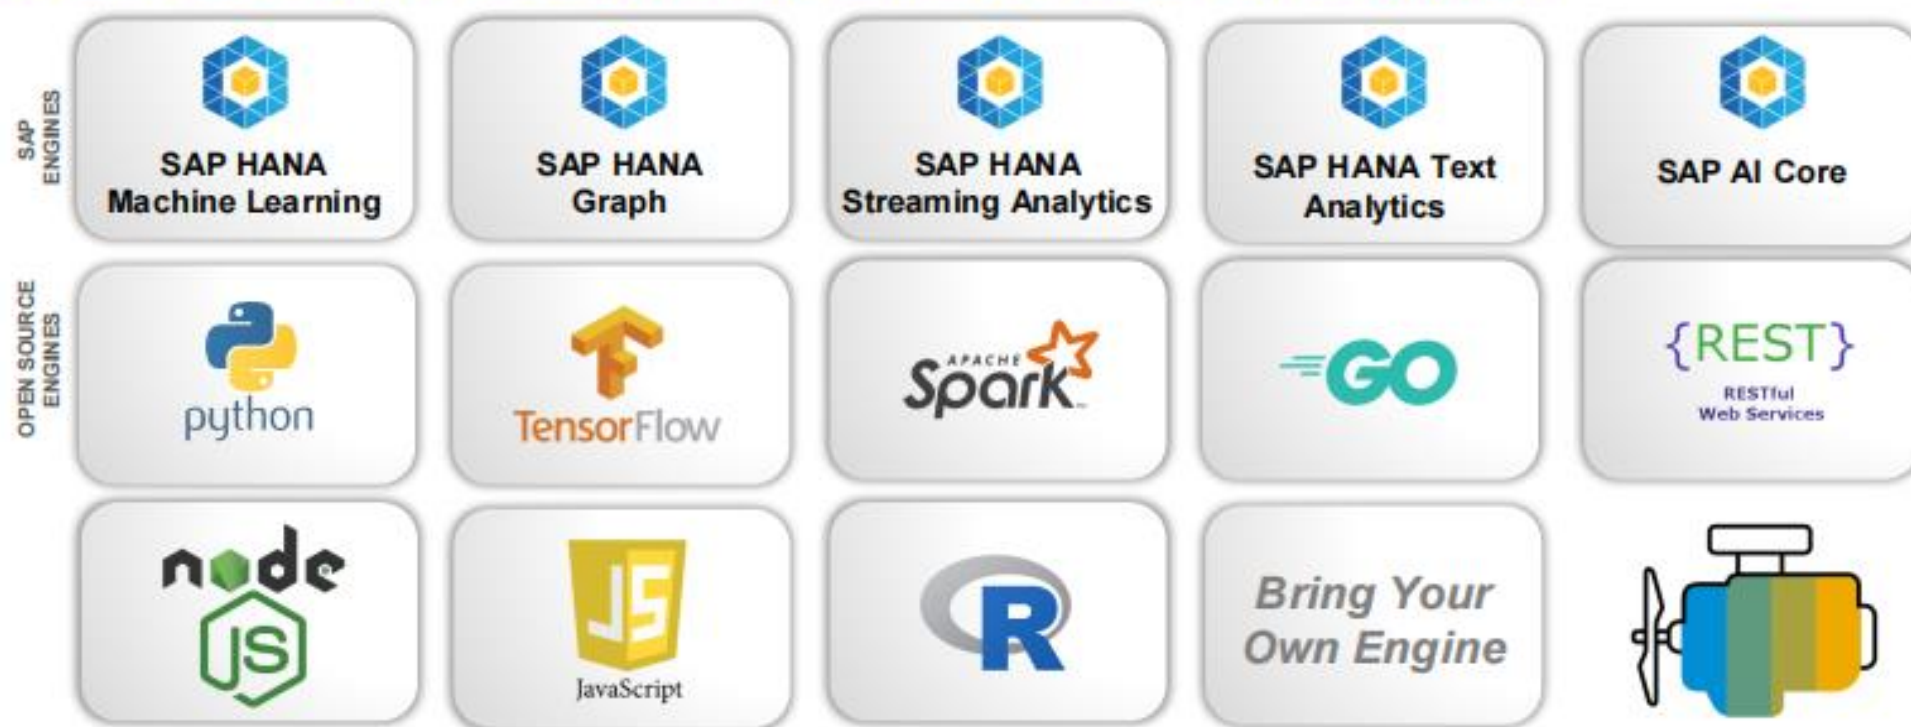 SAP
ENGINES
SAP HANA
Machine Learning
SAP HANA
Graph
SAP HANA
Streaming Analytics
SAP HANA Text
Analytics
SAP AI Core
OPEN SOURCE
ENGINES
python
TensorFlow
APACHE
Spark
GO
{REST}
RESTful
Web Services
node
JS
JS
JavaScript
R
Bring Your
Own Engine